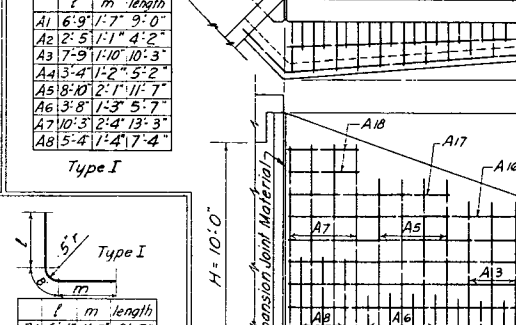 l m length
A1 6'-9" 1'-7" 9'-0"
A2 2'-5" 1'-1" 4'-2"
A3 7'-9" 1'-10" 10'-3"
A4 3'-4" 1'-2" 5'-2"
A5 8'-10" 2'-1" 11'-7"
A6 3'-8" 1'-3" 5'-7"
A7 10'-3" 2'-4" 13'-3"
A8 5'-4" 1'-4" 7'-4"
Type I
l
5" r
Type I
8
m
l m length
H = 10'-0"
Joint Material
A18
A17
A16
A7
A5
A3
A8
A6